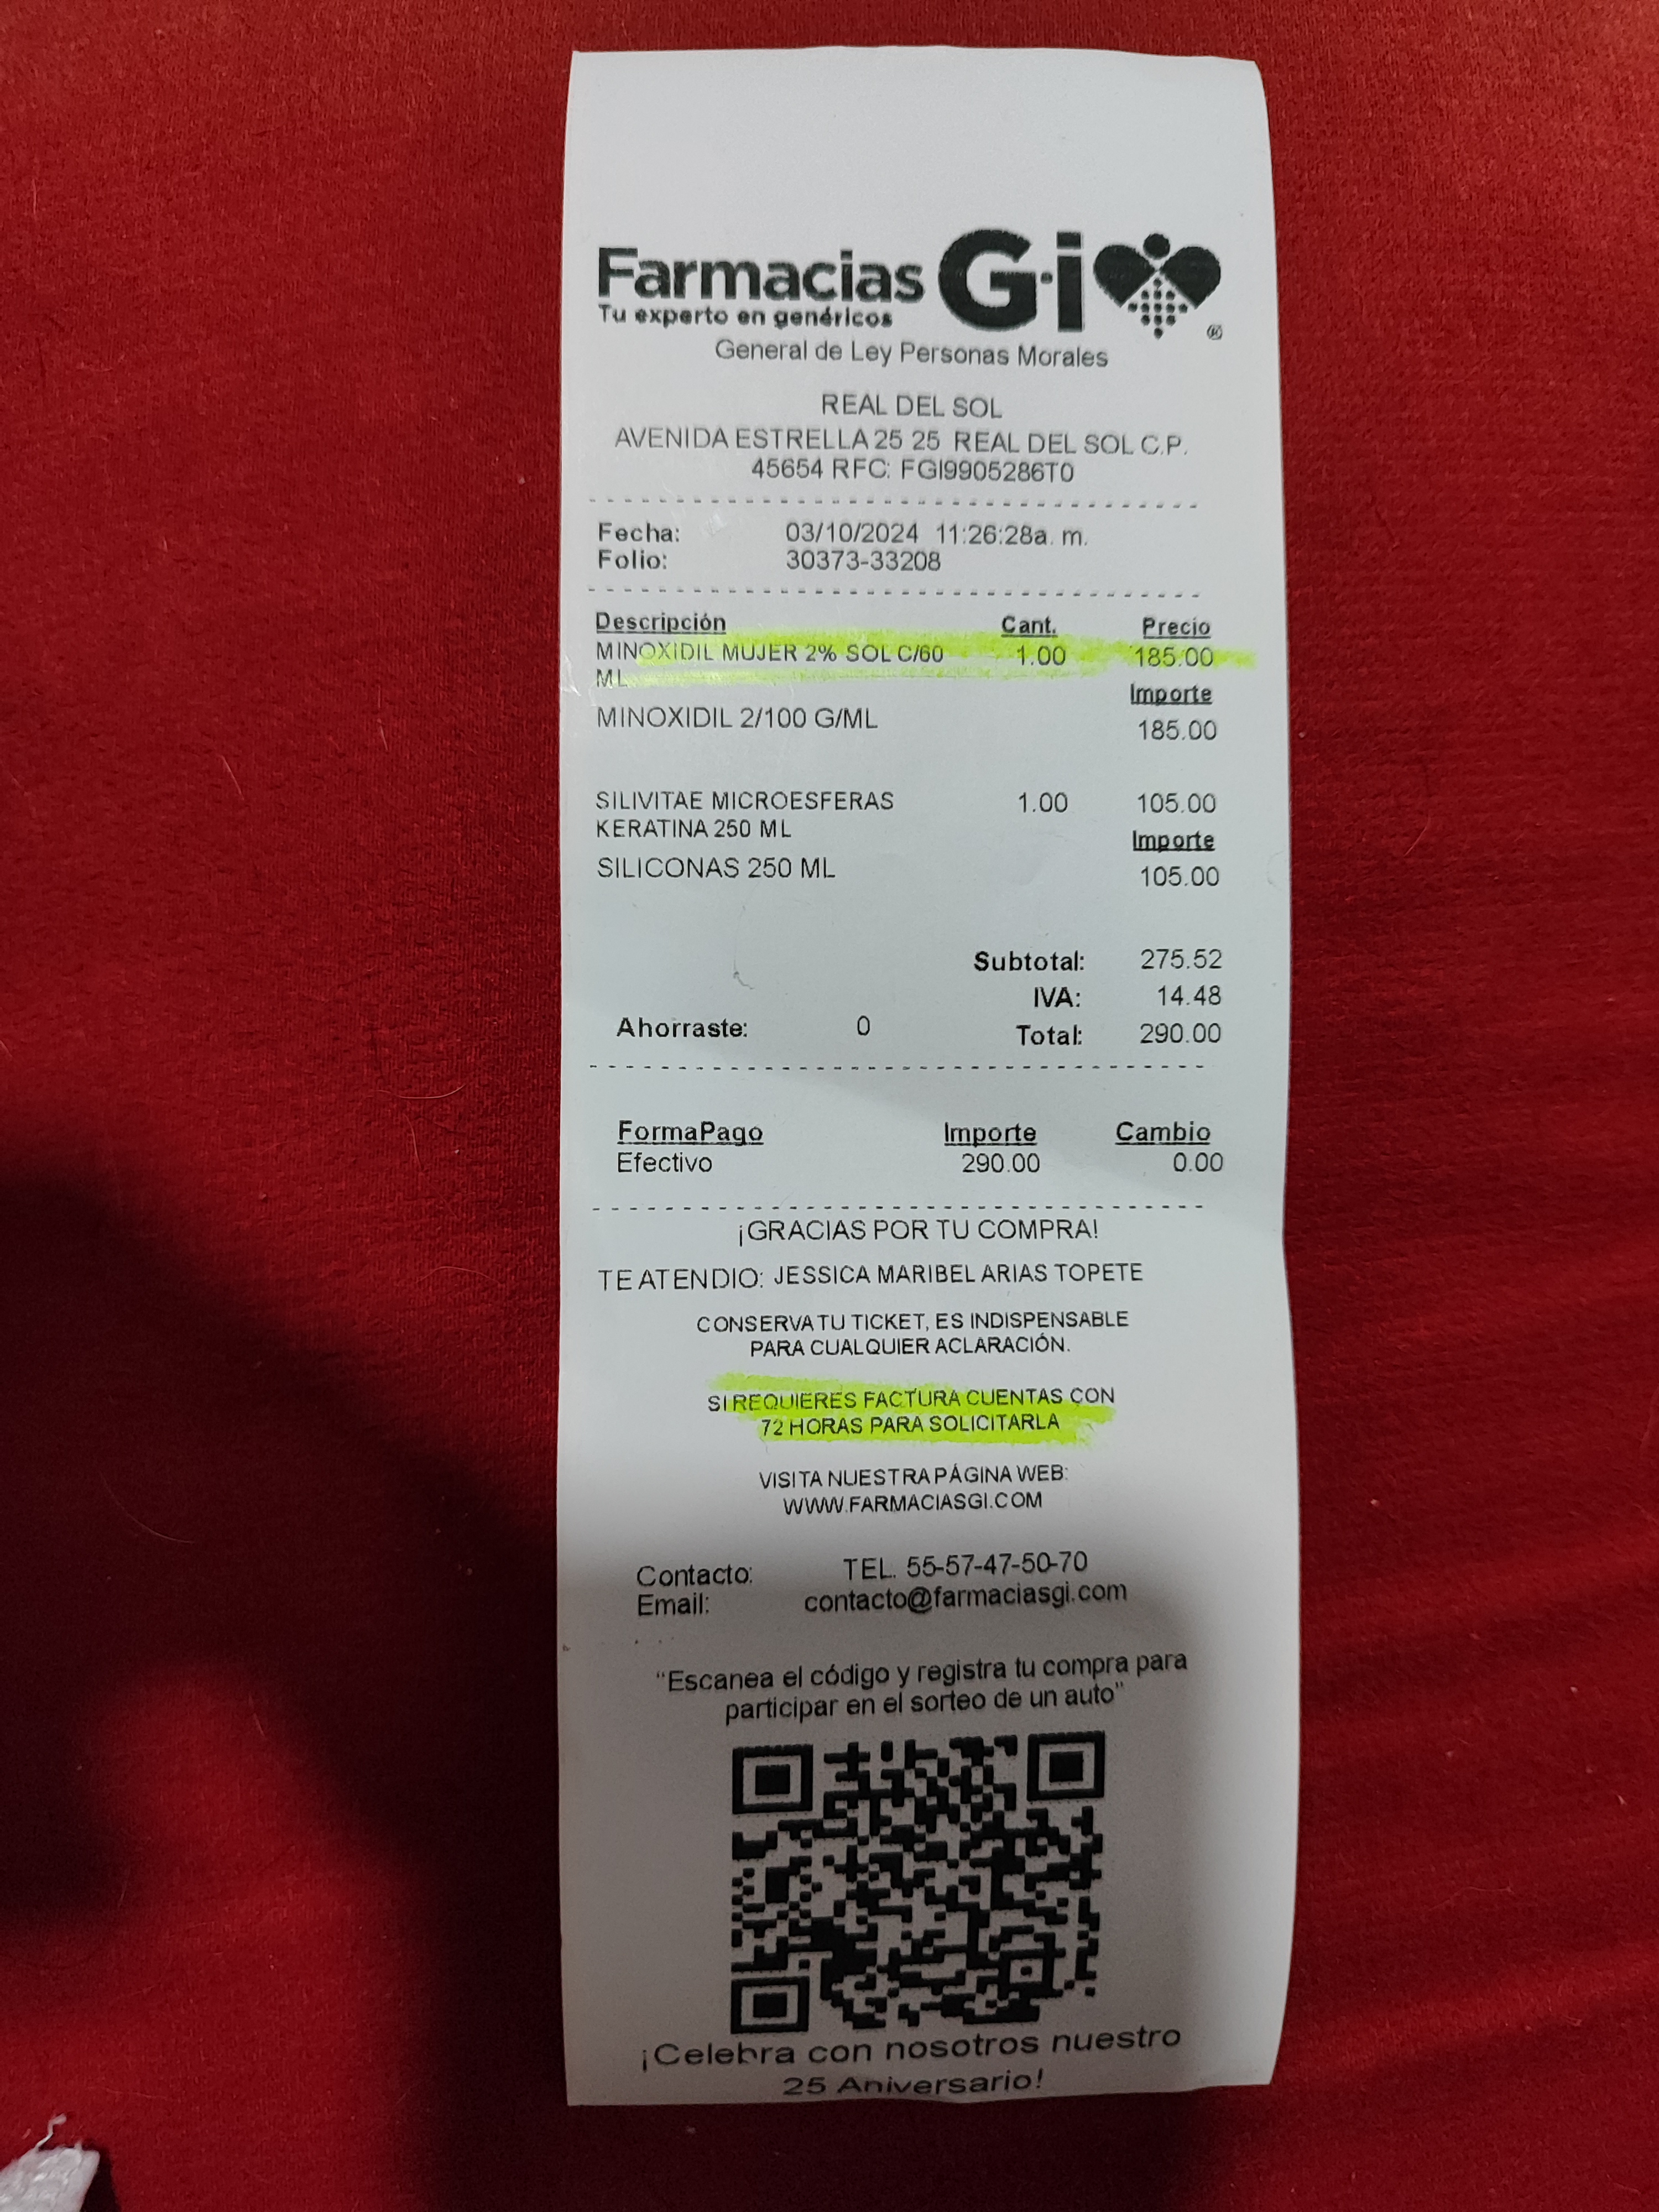 Farmacias G·i
Tu experto en genéricos
®
General de Ley Personas Morales
REAL DEL SOL
AVENIDA ESTRELLA 25 25 REAL DEL SOL C.P.
45654 RFC: FGI9905286T0
Fecha: 03/10/2024 11:26:28a. m.
Folio: 30373-33208
Descripción Cant. Precio
MINOXIDIL MUJER 2% SOL C/60 1.00 185.00
ML
Importe
MINOXIDIL 2/100 G/ML 185.00
SILIVITAE MICROESFERAS 1.00 105.00
KERATINA 250 ML Importe
SILICONAS 250 ML 105.00
Subtotal: 275.52
IVA: 14.48
Ahorraste: 0 Total: 290.00
FormaPago Importe Cambio
Efectivo 290.00 0.00
¡GRACIAS POR TU COMPRA!
TE ATENDIO: JESSICA MARIBEL ARIAS TOPETE
CONSERVA TU TICKET, ES INDISPENSABLE
PARA CUALQUIER ACLARACIÓN.
SI REQUIERES FACTURA CUENTAS CON
72 HORAS PARA SOLICITARLA
VISITA NUESTRA PÁGINA WEB:
WWW.FARMACIASGI.COM
Contacto: TEL. 55-57-47-50-70
Email: contacto@farmaciasgi.com
“Escanea el código y registra tu compra para
participar en el sorteo de un auto”
¡Celebra con nosotros nuestro
25 Aniversario!